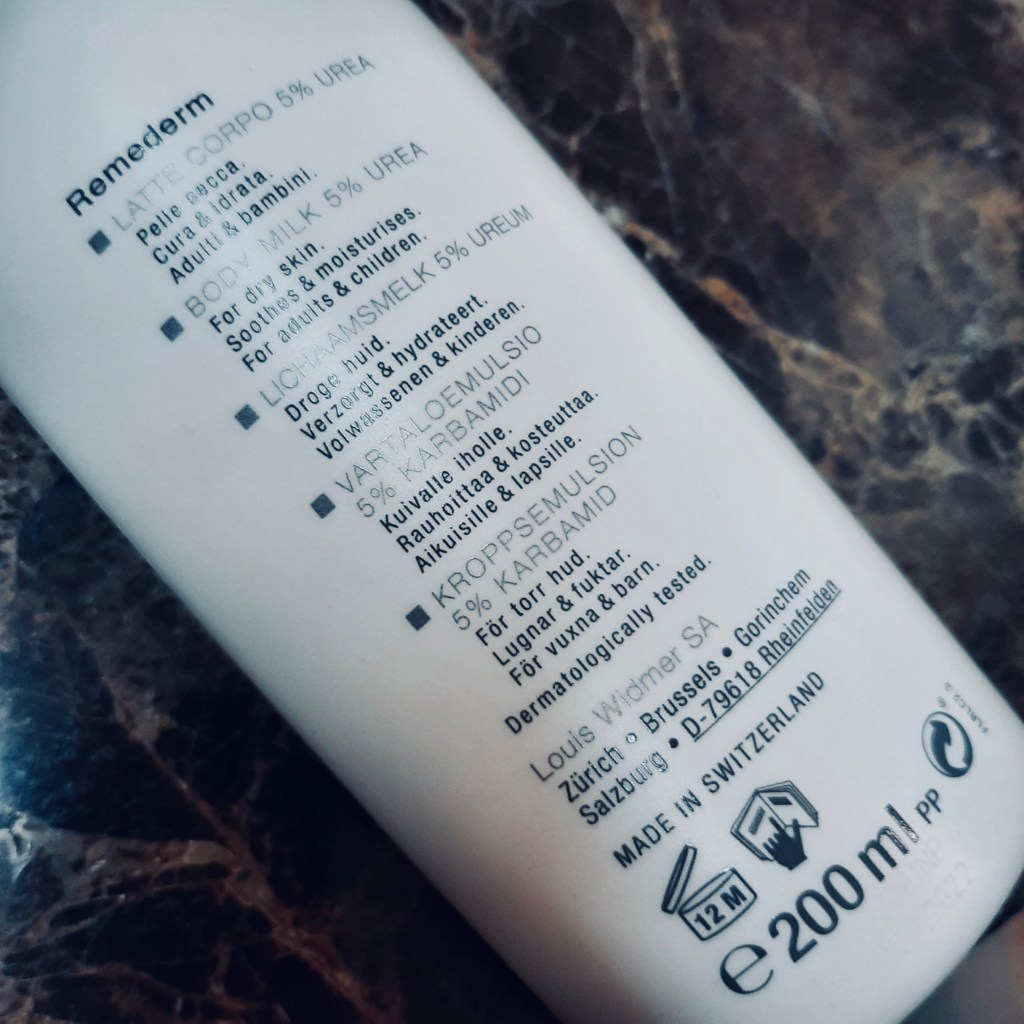 Remederm
LATTE CORPO 5% UREA
Pelle secca.
Cura & idrata.
Adulti & bambini.
BODY MILK 5% UREA
For dry skin.
Soothes & moisturises.
For adults & children.
LICHAAMSMELK 5% UREUM
Droge huid.
Verzorgt & hydrateert.
Volwassenen & kinderen.
VARTALOEMULSIO
5% KARBAMIDI
Kuivalle iholle.
Rauhoittaa & kosteuttaa.
Aikuisille & lapsille.
KROPPSEMULSION
5% KARBAMID
För torr hud.
Lugnar & fuktar.
För vuxna & barn.
Dermatologically tested.
Louis Widmer SA
Zürich • Brussels • Gorinchem
Salzburg • D-79618 Rheinfelden
MADE IN SWITZERLAND
12 M
e 200 ml PP